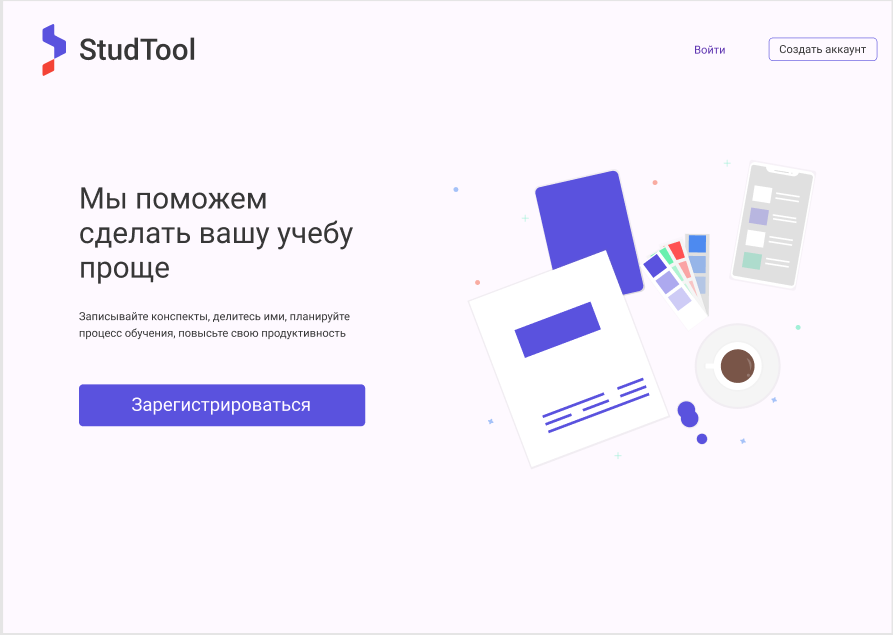 StudTool
Войти
Создать аккаунт
Мы поможем
сделать вашу учебу
проще
Записывайте конспекты, делитесь ими, планируйте
процесс обучения, повысьте свою продуктивность
Зарегистрироваться